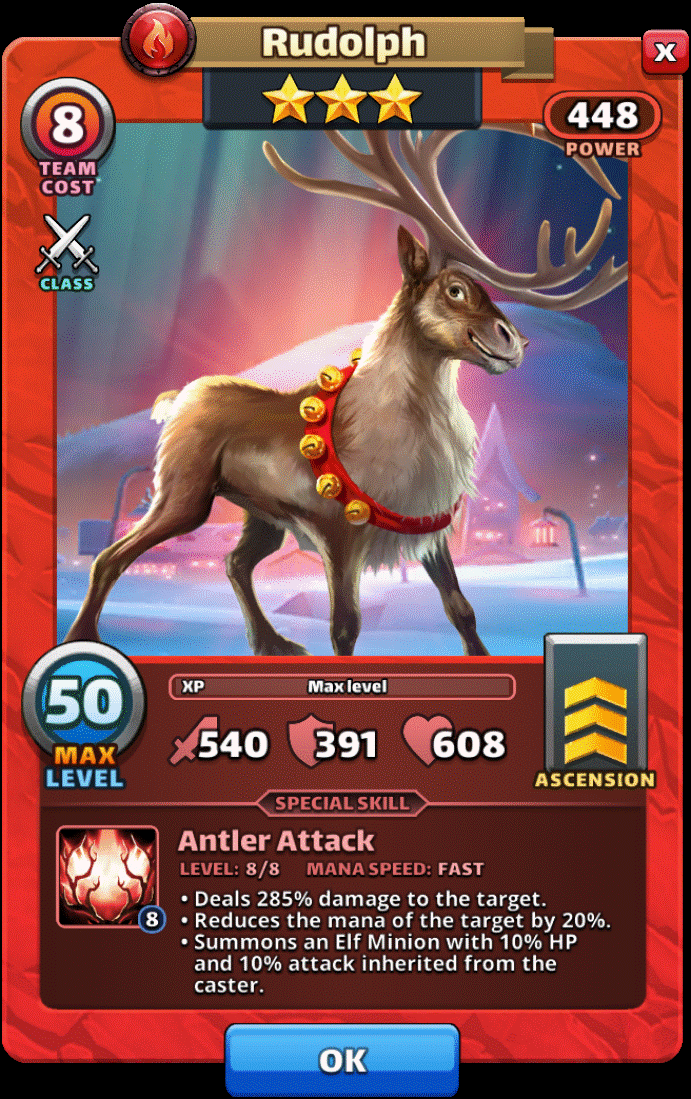 Rudolph
X
8
TEAM
COST
448
POWER
CLASS
50
MAX
LEVEL
XP Max level
540 391 608
ASCENSION
SPECIAL SKILL
Antler Attack
LEVEL: 8/8 MANA SPEED: FAST
8
• Deals 285% damage to the target.
• Reduces the mana of the target by 20%.
• Summons an Elf Minion with 10% HP
and 10% attack inherited from the
caster.
OK